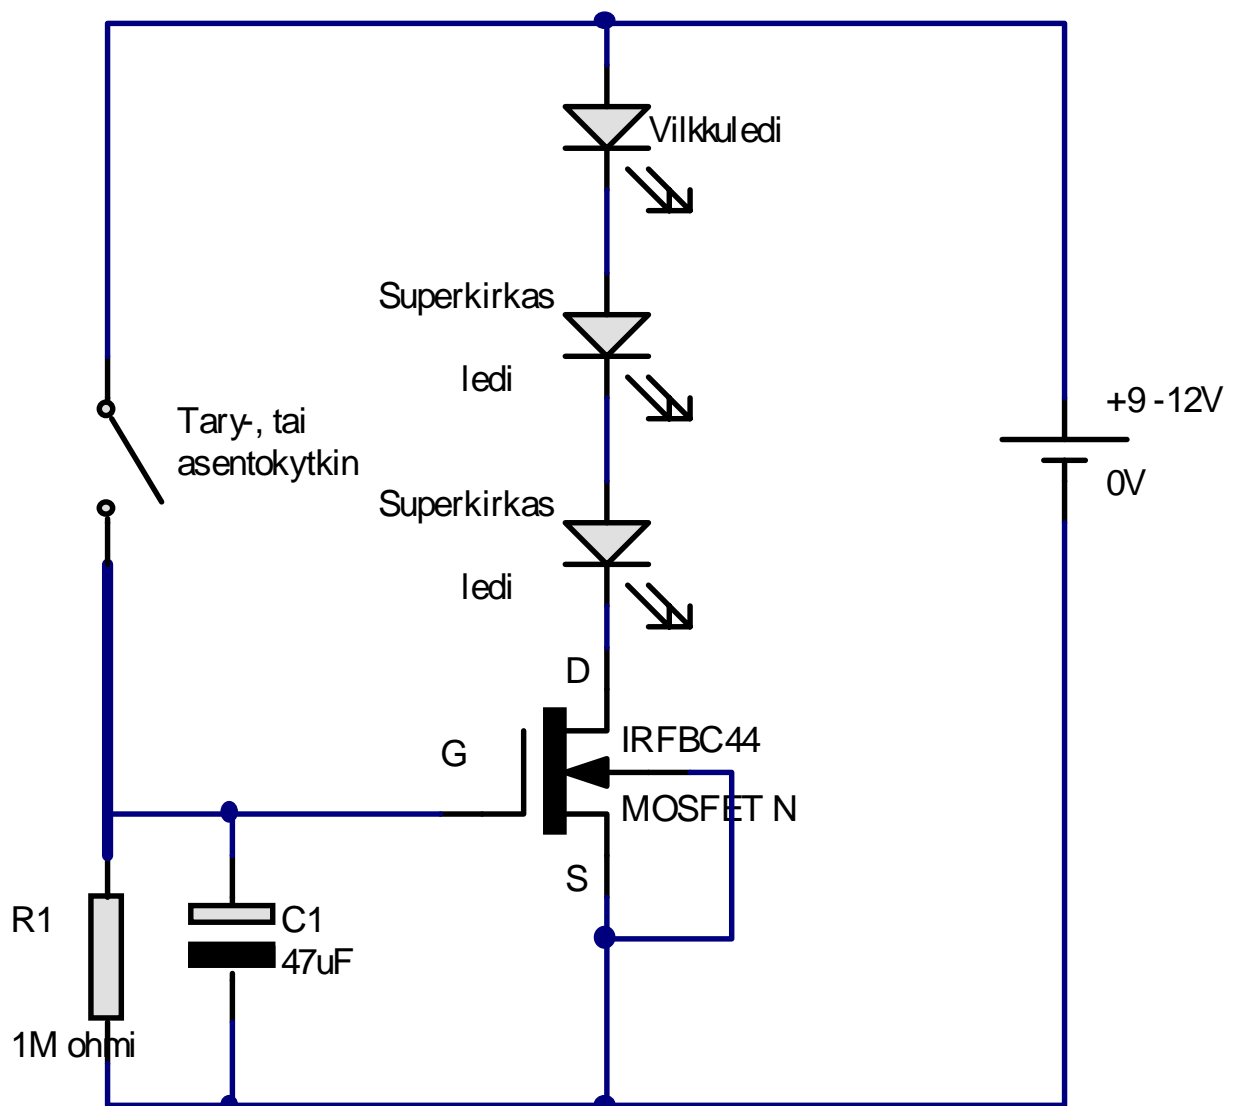 Vilkkuledi
Superkirkas
ledi
+9 -12V
Tary-, tai
asentokytkin
0V
Superkirkas
ledi
D
IRFBC44
G
MOSFET N
S
R1
C1
47uF
1M ohmi